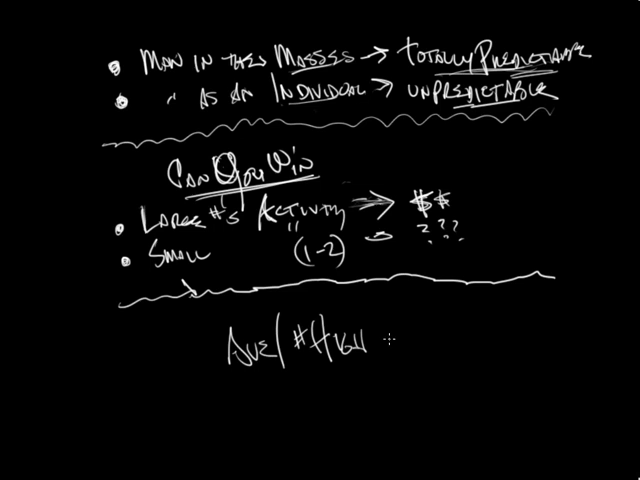 • MAN IN THE MASSES → TOTALLY PREDICTABLE
• " AS AN INDIVIDUAL → UNPREDICTABLE
CAN YOU WIN
• LARGE #'S ACTIVITY → $$
• SMALL " (1-2) = ? ? ? ? ? ?
AVE/ #HIGH